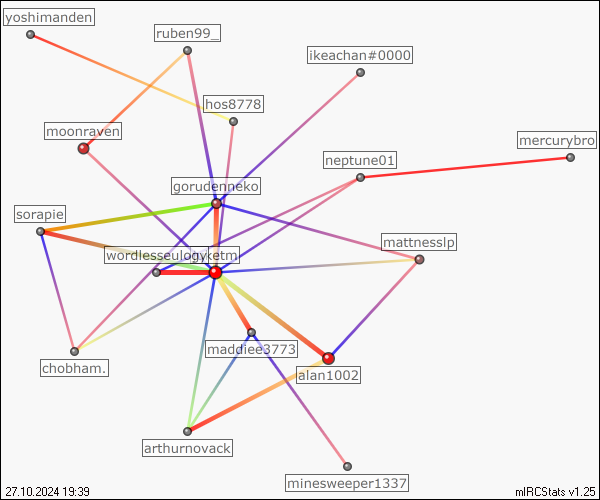 yoshimanden
ruben99_
ikeachan#0000
hos8778
moonraven
mercurybro
neptune01
gorudenneko
sorapie
mattnesslp
wordlesseulogy
ketm
maddiee3773
chobham.
alan1002
arthurnovack
minesweeper1337
27.10.2024 19:39
mIRCStats v1.25